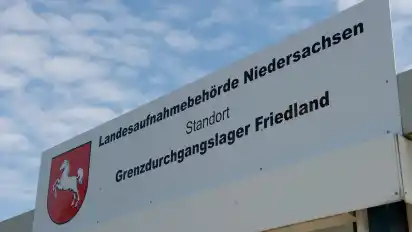 Landesaufnahmebehörde Niedersachsen
Standort
Grenzdurchgangslager Friedland